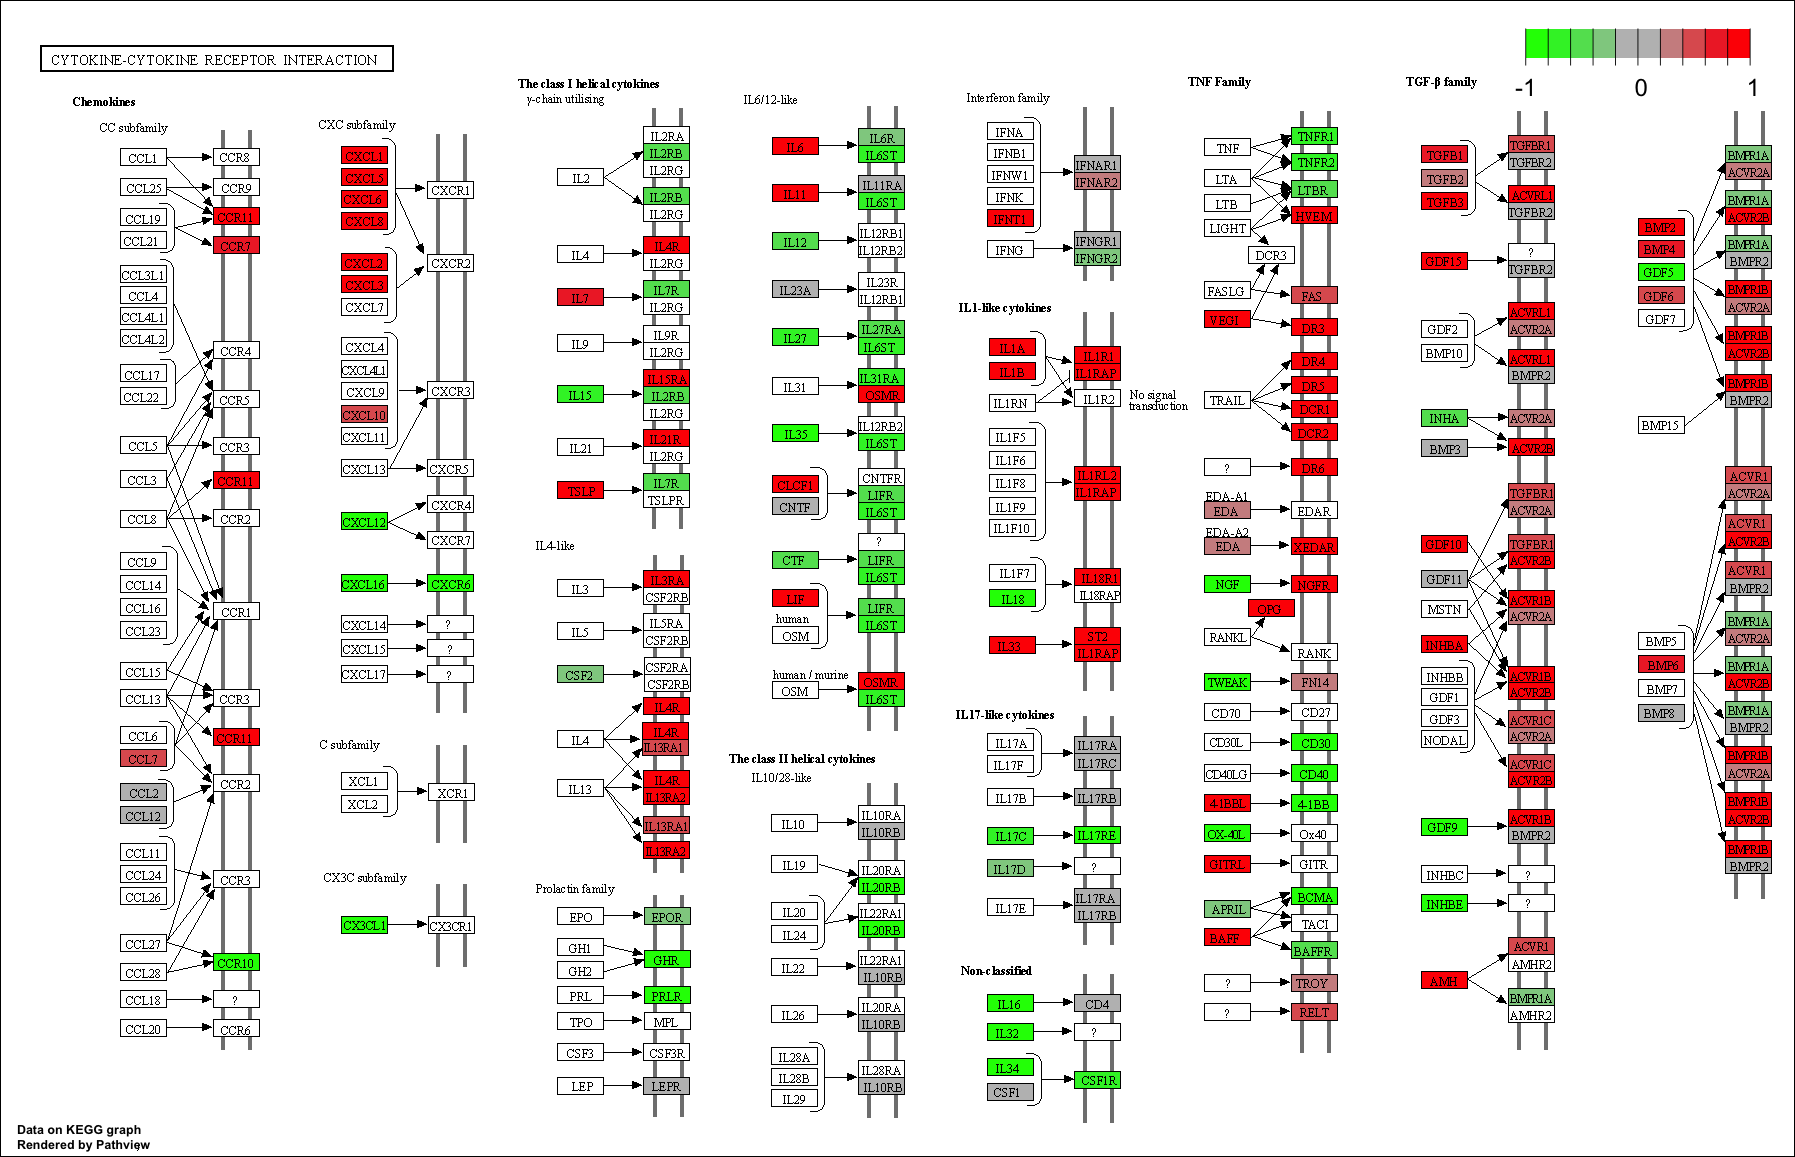 CYTOKINE-CYTOKINE RECEPTOR INTERACTION
-1
0
1
Chemokines
CC subfamily
CCL1
CCR8
CCL25
CCR9
CCL19
CCR11
CCL21
CCR7
CCL3L1
CCL4
CCL4L1
CCL4L2
CCR4
CCL17
CCL22
CCR5
CCL5
CCR3
CCL3
CCR11
CCL8
CCR2
CCL9
CCL14
CCL16
CCL23
CCR1
CCL15
CCL13
CCR3
CCL6
CCR11
CCL7
CCR2
CCL2
CCL12
CCL11
CCL24
CCL26
CCR3
CCL27
CCR10
CCL28
CCL18
?
CCL20
CCR6
CXC subfamily
CXCL1
CXCL5
CXCL6
CXCL8
CXCR1
CXCL2
CXCL3
CXCL7
CXCR2
CXCL4
CXCL4L1
CXCL9
CXCL10
CXCL11
CXCR3
CXCL13
CXCR5
CXCL12
CXCR4
CXCR7
CXCL16
CXCR6
CXCL14
?
CXCL15
?
CXCL17
?
C subfamily
XCL1
XCL2
XCR1
CX3C subfamily
CX3CL1
CX3CR1
The class I helical cytokines
γ-chain utilising
IL2
IL2RA
IL2RB
IL2RG
IL2RB
IL2RG
IL4
IL4R
IL2RG
IL7
IL7R
IL2RG
IL9
IL9R
IL2RG
IL15
IL15RA
IL2RB
IL2RG
IL21
IL21R
IL2RG
TSLP
IL7R
TSLPR
IL4-like
IL3
IL3RA
CSF2RB
IL5
IL5RA
CSF2RB
CSF2
CSF2RA
CSF2RB
IL4
IL4R
IL4R
IL13RA1
IL13
IL4R
IL13RA2
IL13RA1
IL13RA2
Prolactin family
EPO
EPOR
GH1
GH2
GHR
PRL
PRLR
TPO
MPL
CSF3
CSF3R
LEP
LEPR
IL6/12-like
IL6
IL6R
IL6ST
IL11
IL11RA
IL6ST
IL12
IL12RB1
IL12RB2
IL23A
IL23R
IL12RB1
IL27
IL27RA
IL6ST
IL31
IL31RA
OSMR
IL35
IL12RB2
IL6ST
CLCF1
CNTF
CNTFR
LIFR
IL6ST
CTF
?
LIFR
IL6ST
LIF
human
OSM
LIFR
IL6ST
human / murine
OSM
OSMR
IL6ST
The class II helical cytokines
IL10/28-like
IL10
IL10RA
IL10RB
IL19
IL20RA
IL20RB
IL20
IL24
IL22RA1
IL20RB
IL22
IL22RA1
IL10RB
IL26
IL20RA
IL10RB
IL28A
IL28B
IL29
IL28RA
IL10RB
Interferon family
IFNA
IFNB1
IFNW1
IFNK
IFNT1
IFNAR1
IFNAR2
IFNG
IFNGR1
IFNGR2
IL1-like cytokines
IL1A
IL1B
IL1R1
IL1RAP
IL1RN
IL1R2
No signal
transduction
IL1F5
IL1F6
IL1F8
IL1F9
IL1F10
IL1RL2
IL1RAP
IL1F7
IL18
IL18R1
IL18RAP
IL33
ST2
IL1RAP
IL17-like cytokines
IL17A
IL17F
IL17RA
IL17RC
IL17B
IL17RB
IL17C
IL17RE
IL17D
?
IL17E
IL17RA
IL17RB
Non-classified
IL16
CD4
IL32
?
IL34
CSF1
CSF1R
TNF Family
TNF
TNFR1
LTA
TNFR2
LTB
LTBR
LIGHT
HVEM
DCR3
FASLG
FAS
VEGI
DR3
TRAIL
DR4
DR5
DCR1
DCR2
?
DR6
EDA-A1
EDA
EDAR
EDA-A2
EDA
XEDAR
NGF
NGFR
OPG
RANKL
RANK
TWEAK
FN14
CD70
CD27
CD30L
CD30
CD40LG
CD40
4-1BBL
4-1BB
OX-40L
Ox40
GITRL
GITR
APRIL
BCMA
TACI
BAFF
BAFFR
?
TROY
?
RELT
TGF-β family
TGFB1
TGFB2
TGFB3
TGFBR1
TGFBR2
ACVRL1
TGFBR2
GDF15
?
TGFBR2
GDF2
BMP10
ACVRL1
ACVR2A
ACVRL1
BMPR2
INHA
ACVR2A
BMP3
ACVR2B
TGFBR1
ACVR2A
GDF10
TGFBR1
ACVR2B
GDF11
MSTN
ACVR1B
ACVR2A
INHBA
INHBB
GDF1
GDF3
NODAL
ACVR1B
ACVR2B
ACVR1C
ACVR2A
ACVR1C
ACVR2B
GDF9
ACVR1B
BMPR2
INHBC
?
INHBE
?
AMH
ACVR1
AMHR2
BMPR1A
AMHR2
BMP2
BMP4
GDF5
GDF6
GDF7
BMPR1A
ACVR2A
BMPR1A
ACVR2B
BMPR1A
BMPR2
BMPR1B
ACVR2A
BMPR1B
ACVR2B
BMPR1B
BMPR2
BMP15
ACVR1
ACVR2A
ACVR1
ACVR2B
ACVR1
BMPR2
BMP5
BMP6
BMP7
BMP8
BMPR1A
ACVR2A
BMPR1A
ACVR2B
BMPR1A
BMPR2
BMPR1B
ACVR2A
BMPR1B
ACVR2B
BMPR1B
BMPR2
Data on KEGG graph
Rendered by Pathview